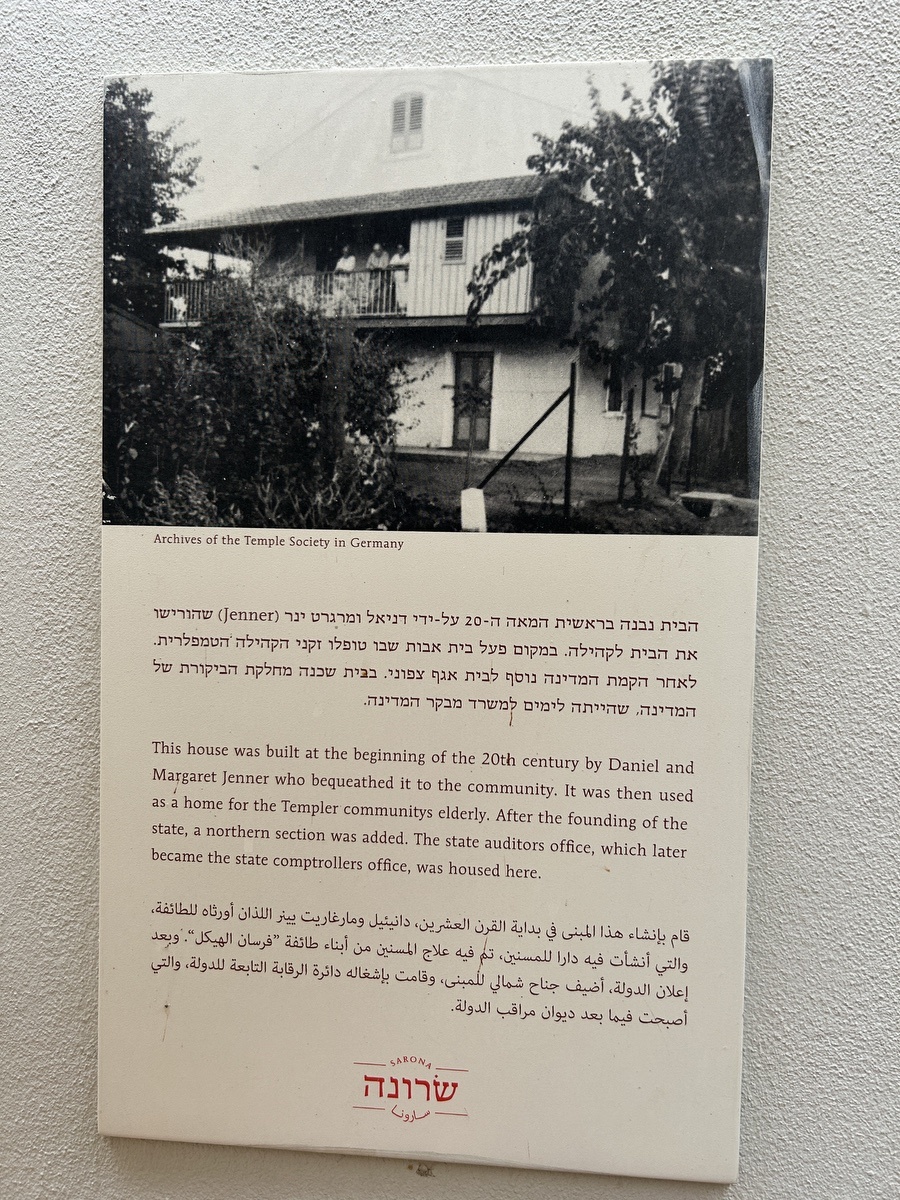 Archives of the Temple Society in Germany
הבית נבנה בראשית המאה ה-20 על-ידי דניאל ומרגרט ינר (Jenner) שהורישו
את הבית לקהילה. במקום פעל בית אבות שבו טופלו זקני הקהילה הטמפלרית.
לאחר הקמת המדינה נוסף לבית אגף צפוני. בבית שכנה מחלקת הביקורת של
המדינה, שהייתה לימים למשרד מבקר המדינה.
This house was built at the beginning of the 20th century by Daniel and
Margaret Jenner who bequeathed it to the community. It was then used
as a home for the Templer communitys elderly. After the founding of the
state, a northern section was added. The state auditors office, which later
became the state comptrollers office, was housed here.
قام بإنشاء هذا المبنى في بداية القرن العشرين، دانيئيل ومارغاريت يينر اللذان أورثاه للطائفة،
والتي أنشأت فيه دارا للمسنين، تم فيه علاج المسنين من أبناء طائفة "فرسان الهيكل". وبعد
إعلان الدولة، أضيف جناح شمالي للمبنى، وقامت بإشغاله دائرة الرقابة التابعة للدولة، والتي
أصبحت فيما بعد ديوان مراقب الدولة.
SARONA
שׂרונה
سارونا